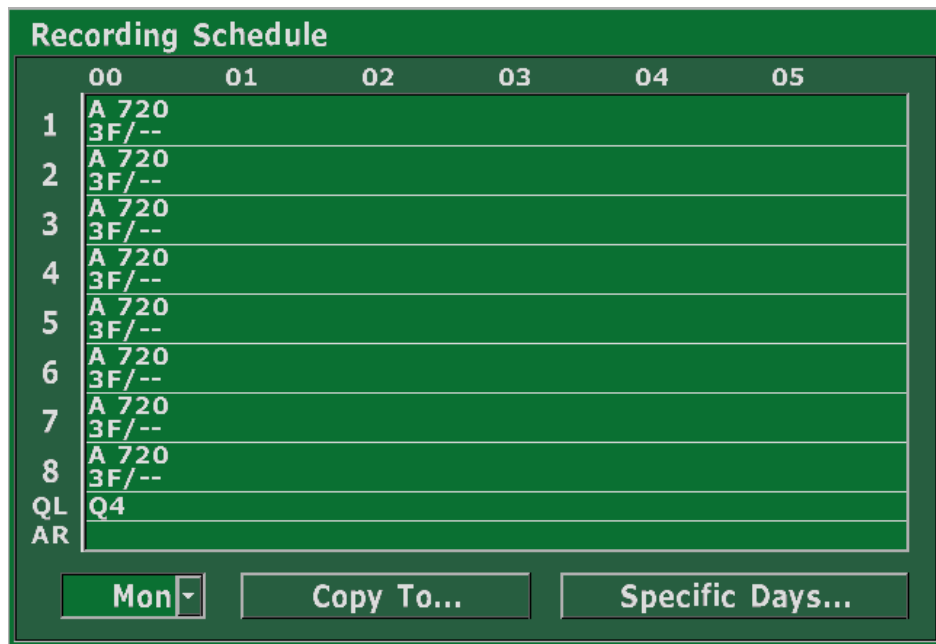 Recording Schedule
00 01 02 03 04 05
1 A 720
3F/--
2 A 720
3F/--
3 A 720
3F/--
4 A 720
3F/--
5 A 720
3F/--
6 A 720
3F/--
7 A 720
3F/--
8 A 720
3F/--
QL Q4
AR
Mon Copy To... Specific Days...